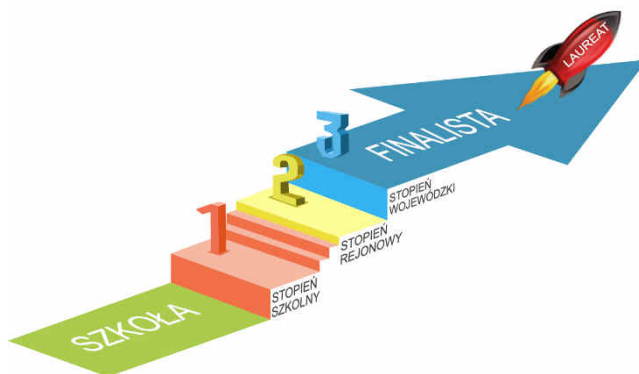 LAUREAT
FINALISTA
3
STOPIEŃ
WOJEWÓDZKI
2
STOPIEŃ
REJONOWY
1
STOPIEŃ
SZKOLNY
SZKOŁA